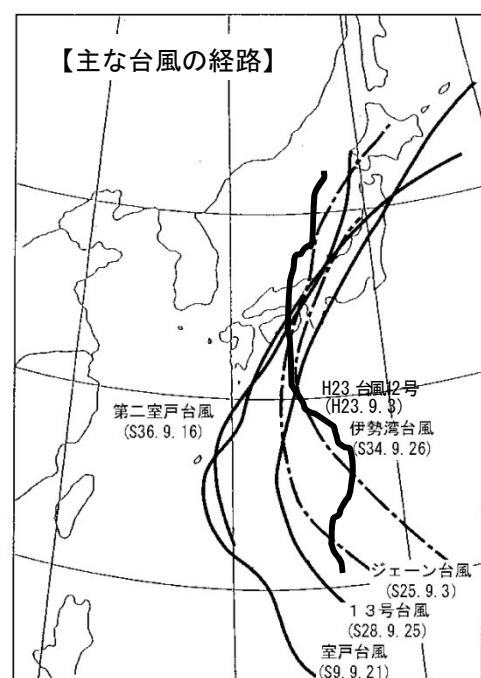 【主な台風の経路】
H23.台風12号
(H23.9.3)
第二室戸台風
(S36.9.16)
伊勢湾台風
(S34.9.26)
ジェーン台風
(S25.9.3)
13号台風
(S28.9.25)
室戸台風
(S9.9.21)